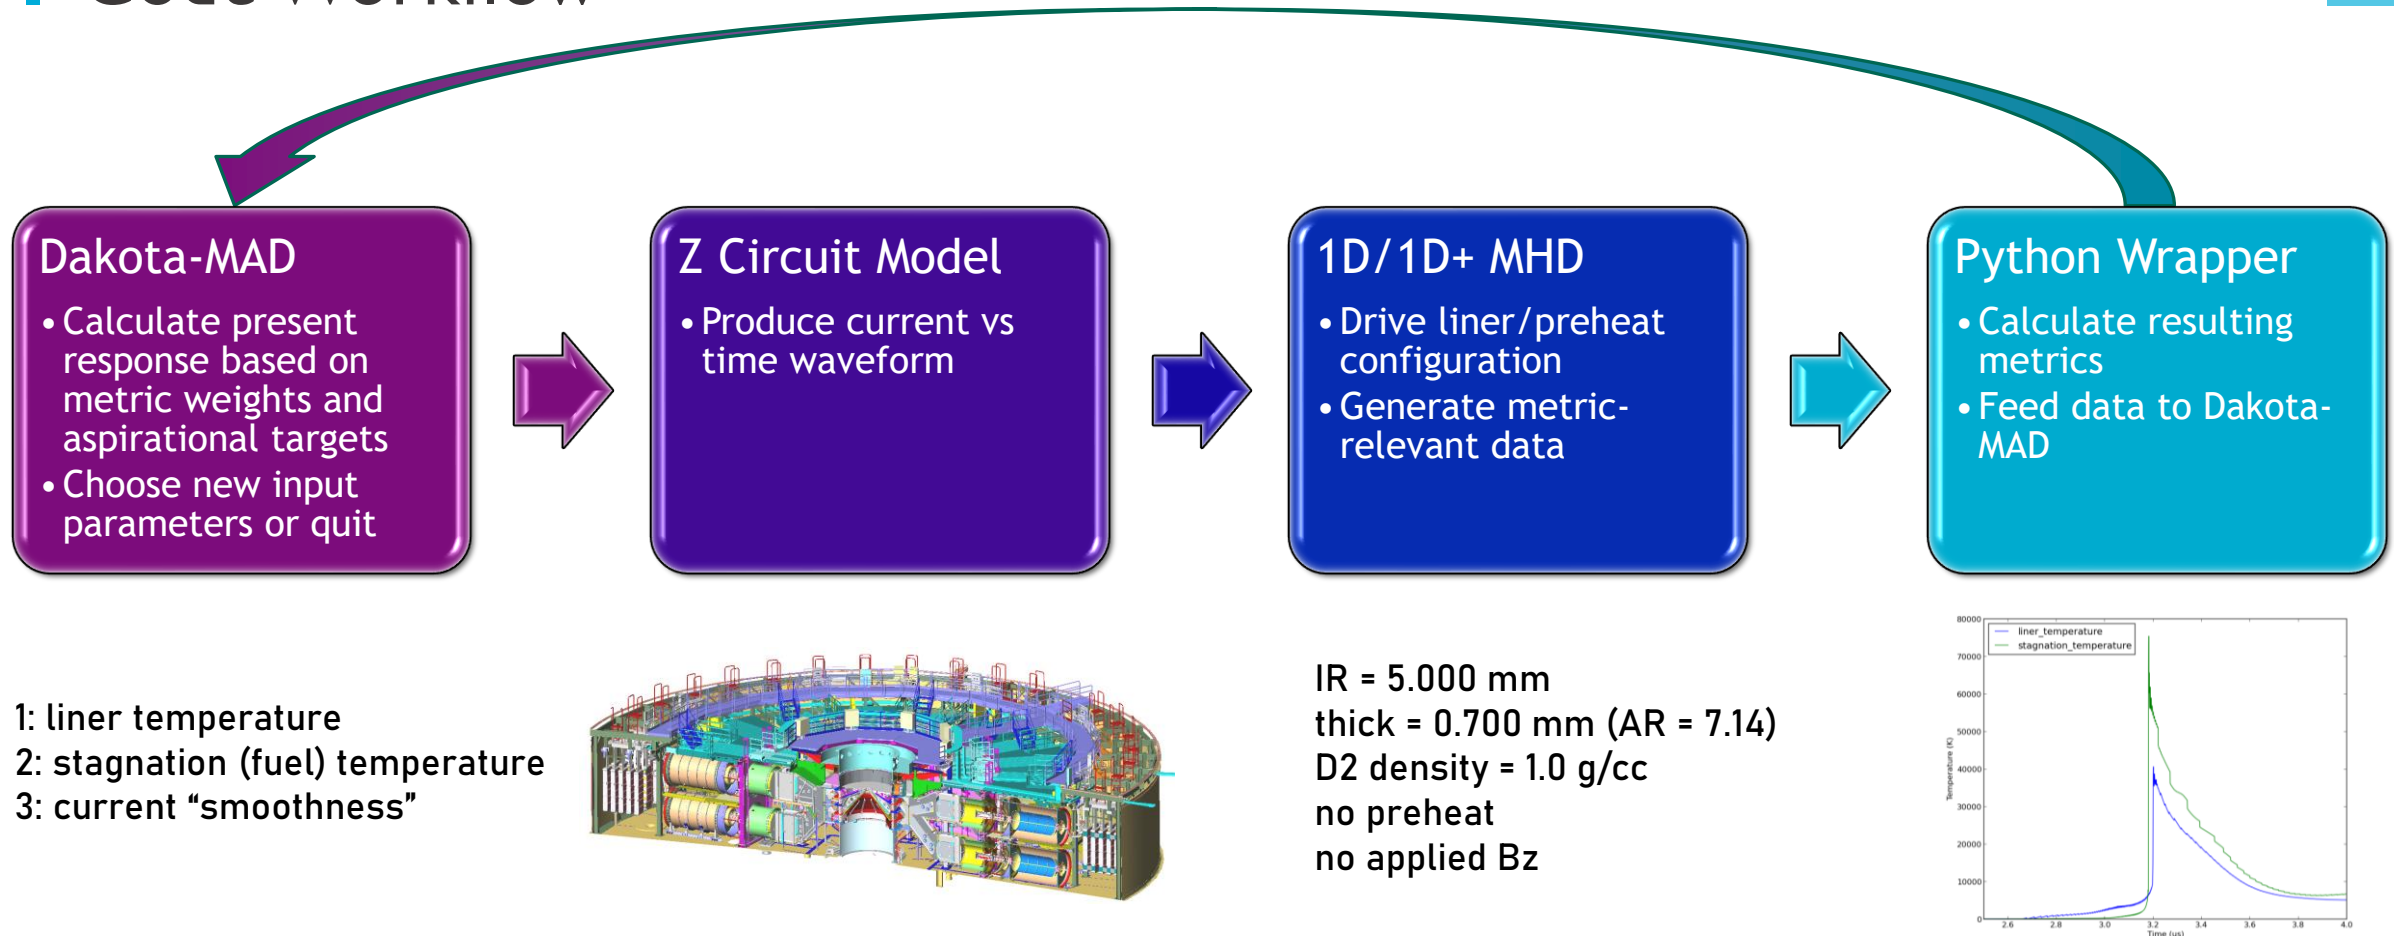 Code Workflow
Dakota-MAD
• Calculate present
response based on
metric weights and
aspirational targets
• Choose new input
parameters or quit
Z Circuit Model
• Produce current vs
time waveform
1D/1D+ MHD
• Drive liner/preheat
configuration
• Generate metric-
relevant data
Python Wrapper
• Calculate resulting
metrics
• Feed data to Dakota-
MAD
1: liner temperature
2: stagnation (fuel) temperature
3: current “smoothness”
IR = 5.000 mm
thick = 0.700 mm (AR = 7.14)
D2 density = 1.0 g/cc
no preheat
no applied Bz
liner_temperature
stagnation_temperature
Temperature (K)
80000
70000
60000
50000
40000
30000
20000
10000
0
2.6 2.8 3.0 3.2 3.4 3.6 3.8 4.0
Time (us)